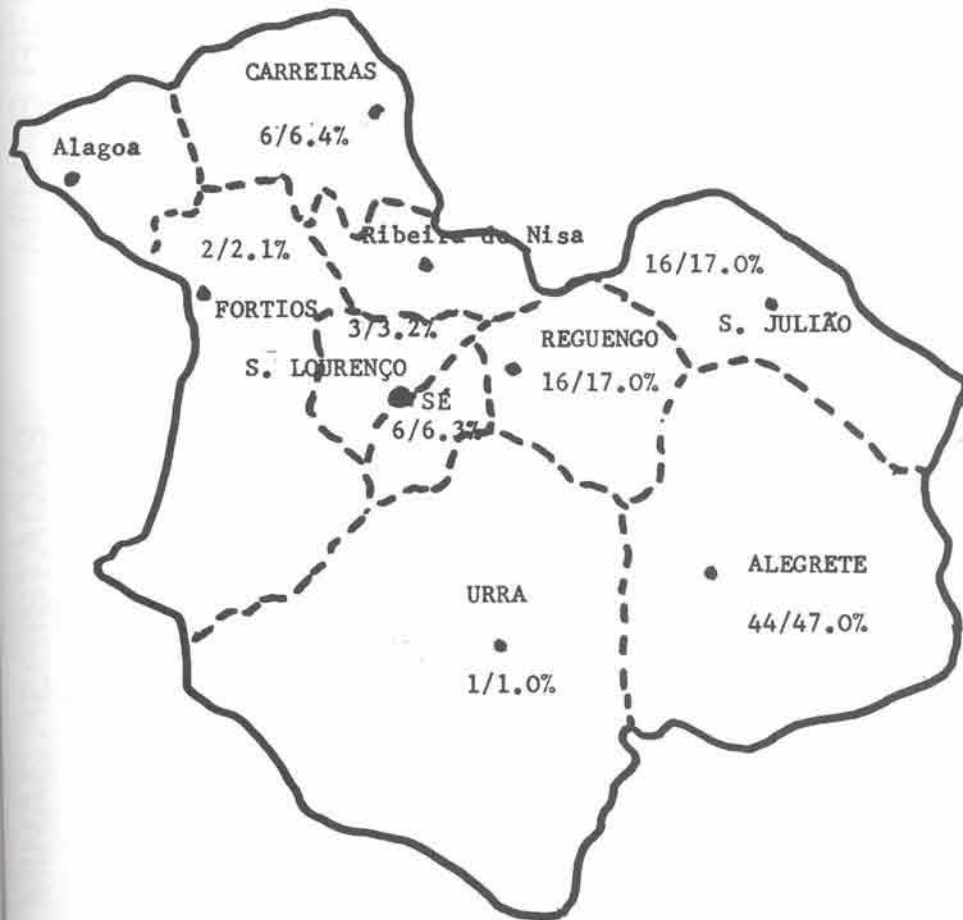 CARREIRAS
6/6.4%
Alagoa
2/2.1%
Ribeira de Nisa
16/17.0%
FORTIOS
S. JULIÃO
3/3.2%
REGUENGO
S. LOURENÇO
16/17.0%
SÉ
6/6.3%
ALEGRETE
URRA
44/47.0%
1/1.0%